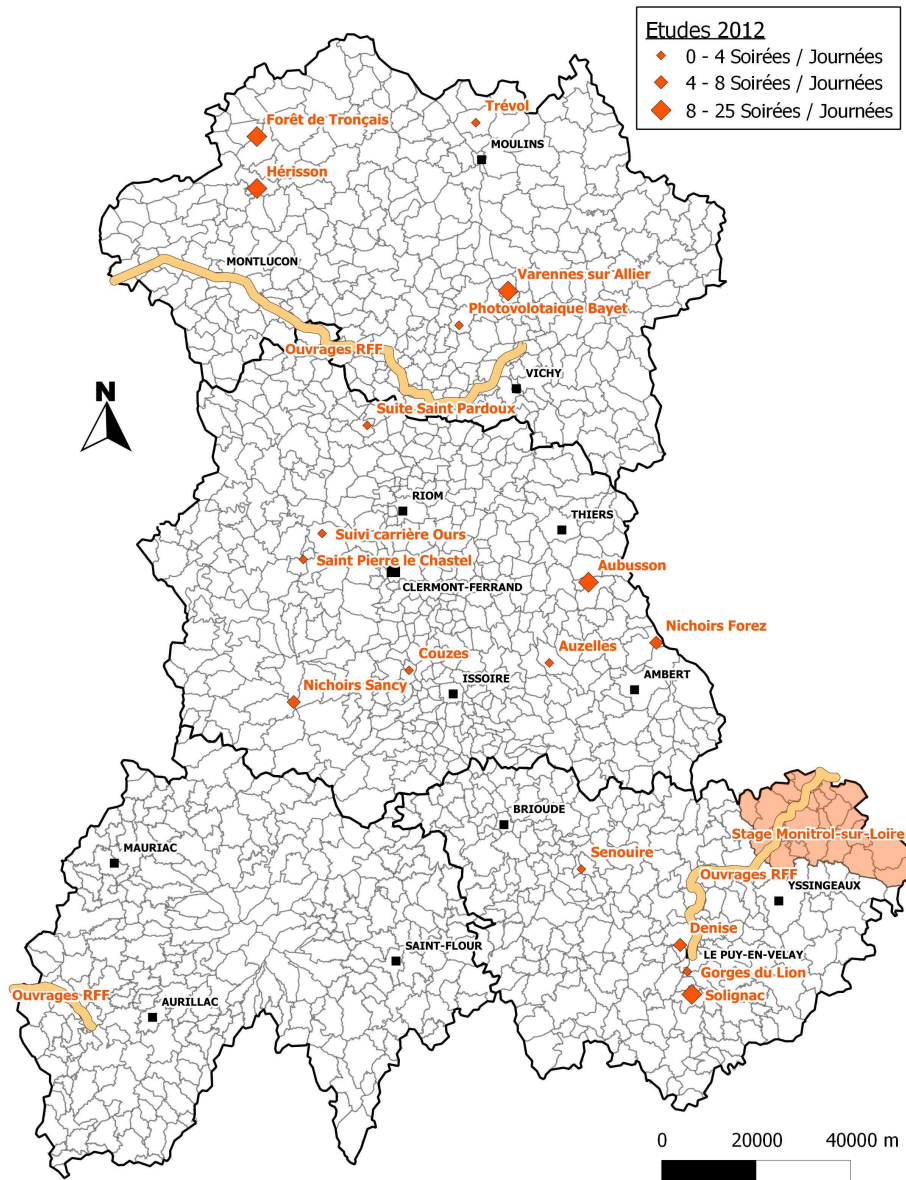 Etudes 2012
0 - 4 Soirées / Journées
4 - 8 Soirées / Journées
8 - 25 Soirées / Journées
Trévol
Forêt de Tronçais
MOULINS
Hérisson
MONTLUCON
Varennes sur Allier
Photovolotaique Bayet
Ouvrages RFF
VICHY
N
Suite Saint Pardoux
RIOM
THIERS
Suivi carrière Ours
Saint Pierre le Chastel
Aubusson
CLERMONT-FERRAND
Nichoirs Forez
Couzes
Auzelles
ISSOIRE
AMBERT
Nichoirs Sancy
BRIOUDE
Stage Monitrol-sur-Loire
MAURIAC
Senouire
Ouvrages RFF
YSSINGEAUX
Denise
SAINT-FLOUR
LE PUY-EN-VELAY
Gorges du Lion
Ouvrages RFF
Solignac
AURILLAC
0 20000 40000 m